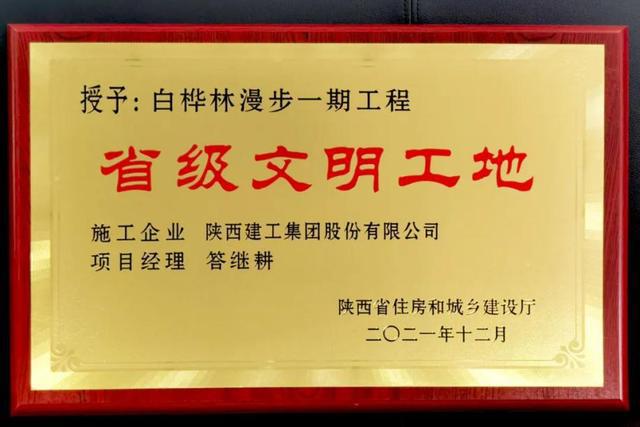 授予：白桦林漫步一期工程
省级文明工地
施工企业 陕西建工集团股份有限公司
项目经理 答继耕
陕西省住房和城乡建设厅
二〇二一年十二月